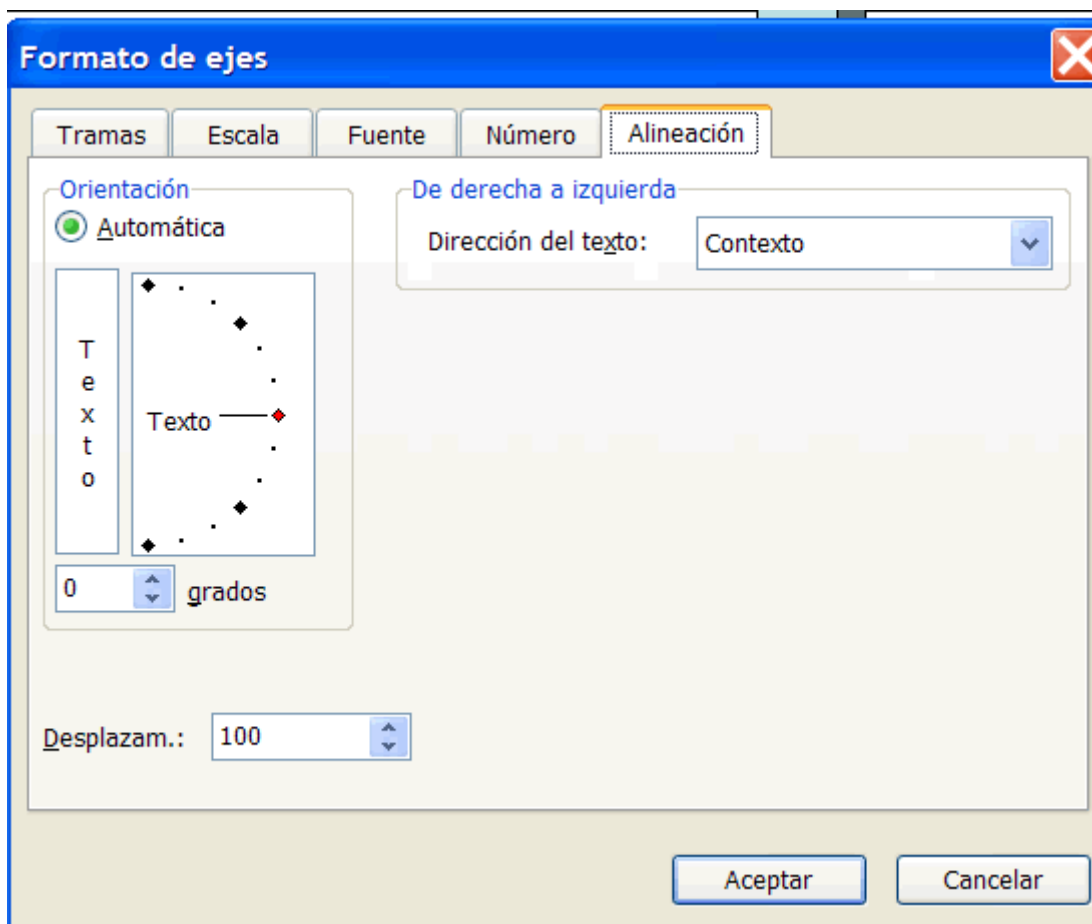 Formato de ejes
Tramas Escala Fuente Número Alineación
Orientación
Automática
T
e
x
t
o
Texto
0 grados
De derecha a izquierda
Dirección del texto: Contexto
Desplazam.: 100
Aceptar Cancelar